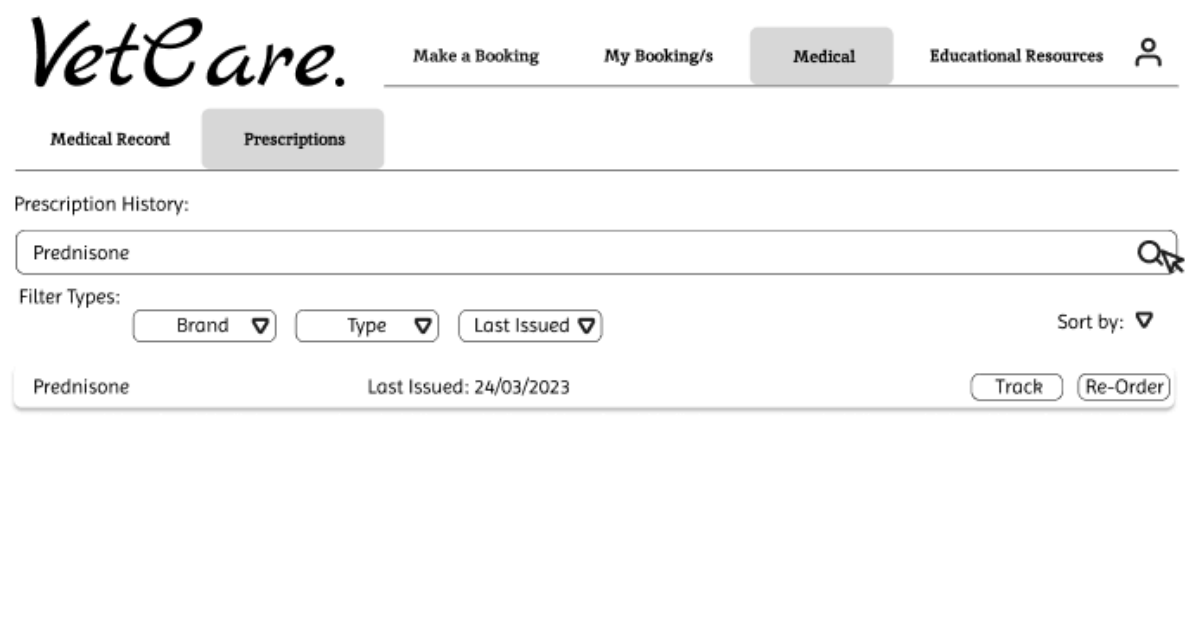 VetCare.
Make a Booking My Booking/s Medical Educational Resources
Medical Record Prescriptions
Prescription History:
Prednisone
Filter Types:
Brand Type Last Issued Sort by:
Prednisone Last Issued: 24/03/2023 Track Re-Order